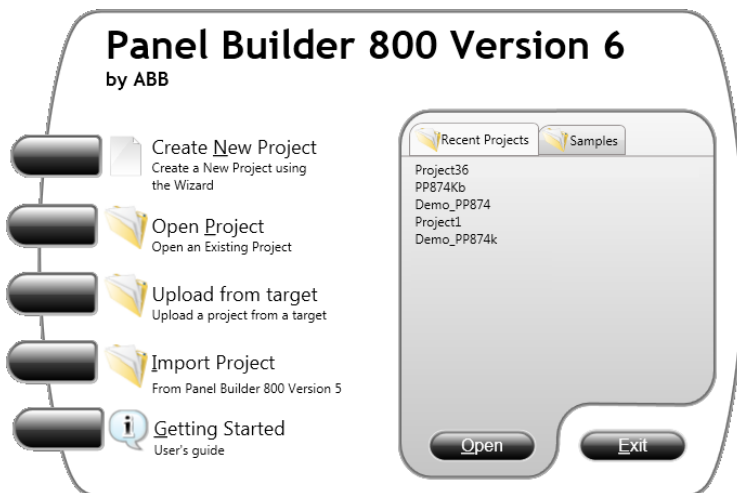 Panel Builder 800 Version 6
by ABB
Create New Project
Create a New Project using
the Wizard
Open Project
Open an Existing Project
Upload from target
Upload a project from a target
Import Project
From Panel Builder 800 Version 5
Getting Started
User's guide
Recent Projects
Samples
Project36
PP874Kb
Demo_PP874
Project1
Demo_PP874k
Open
Exit